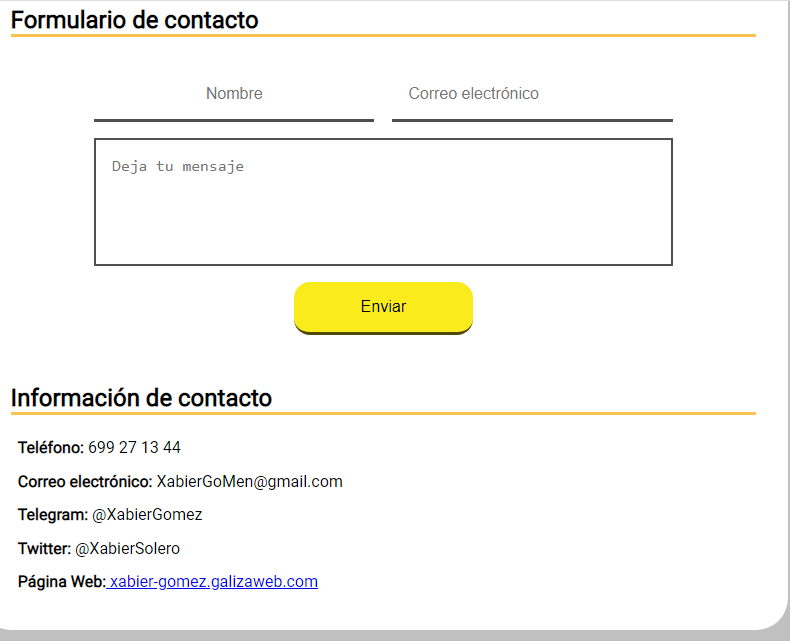 Formulario de contacto
Nombre Correo electrónico
Deja tu mensaje
Enviar
Información de contacto
Teléfono: 699 27 13 44
Correo electrónico: XabierGoMen@gmail.com
Telegram: @XabierGomez
Twitter: @XabierSolero
Página Web: xabier-gomez.galizaweb.com